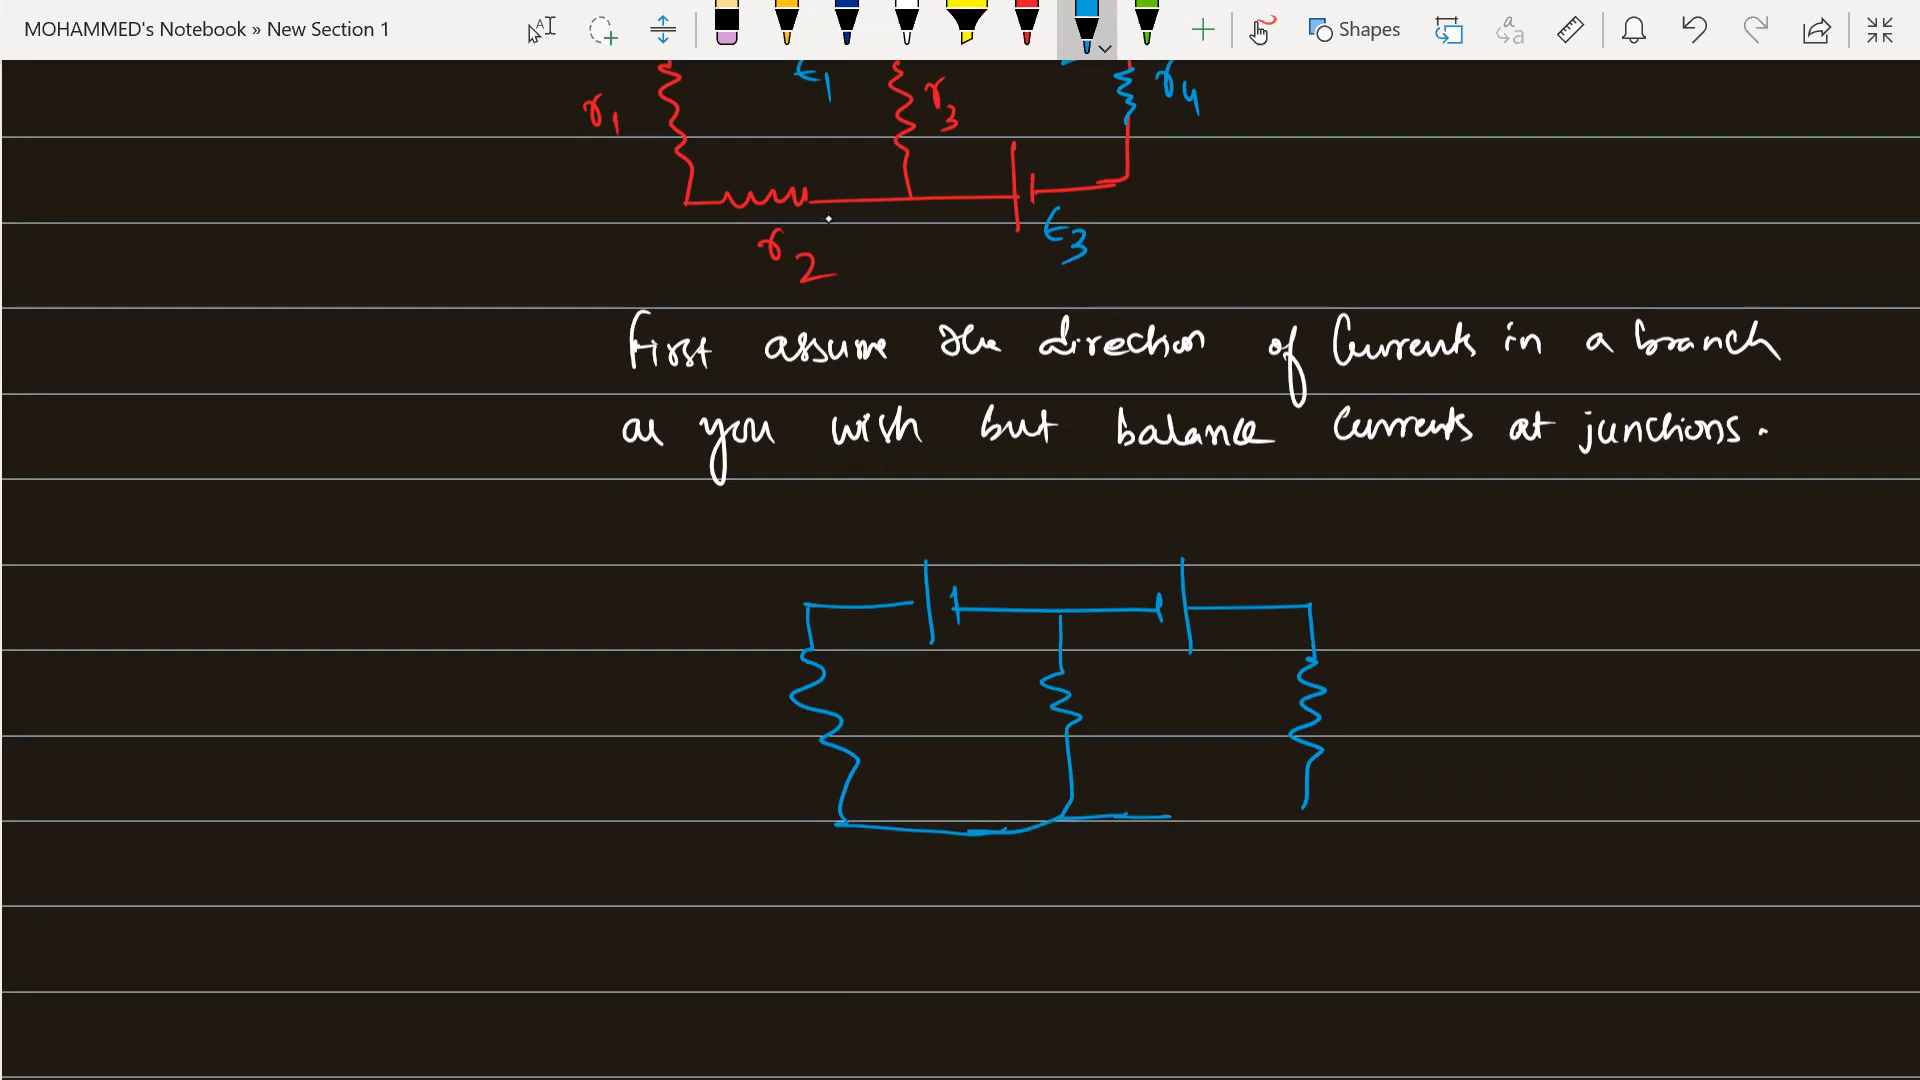 MOHAMMED's Notebook » New Section 1
Shapes
ε1
r1
r3
r4
r2
ε3
First assume the direction of Currents in a branch
as you wish but balance currents at junctions.